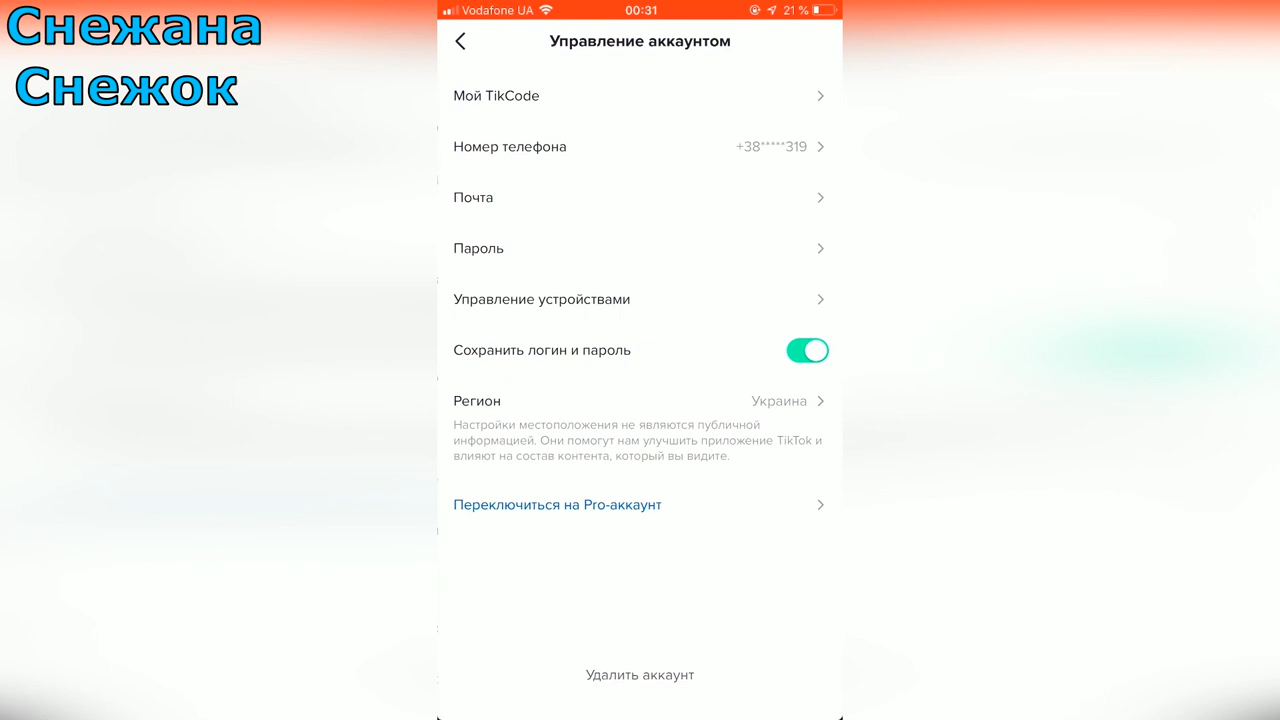 Снежана
Снежок
Vodafone UA
00:31
21 %
Управление аккаунтом
Мой TikCode
Номер телефона
+38*****319
Почта
Пароль
Управление устройствами
Сохранить логин и пароль
Регион
Украина
Настройки местоположения не являются публичной
информацией. Они помогут нам улучшить приложение TikTok и
влияют на состав контента, который вы видите.
Переключиться на Pro-аккаунт
Удалить аккаунт